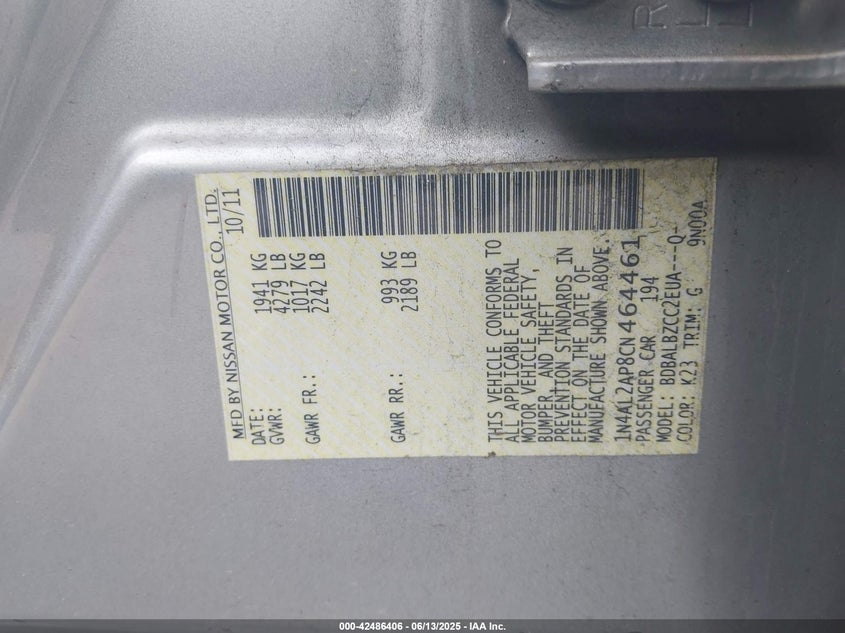 MFD BY NISSAN MOTOR CO., LTD.
DATE: 10/11
GVWR: 1941 KG
4279 LB
GAWR FR.: 1017 KG
2242 LB
GAWR RR.: 993 KG
2189 LB
THIS VEHICLE CONFORMS TO
ALL APPLICABLE FEDERAL
MOTOR VEHICLE SAFETY,
BUMPER, AND THEFT
PREVENTION STANDARDS IN
EFFECT ON THE DATE OF
MANUFACTURE SHOWN ABOVE.
1N4AL2AP8CN464461
PASSENGER CAR 194
MODEL: BDBALBZCC2EUA---Q-
COLOR: K23 TRIM: G 9N00A
000-42486406 - 06/13/2025 - IAA Inc.